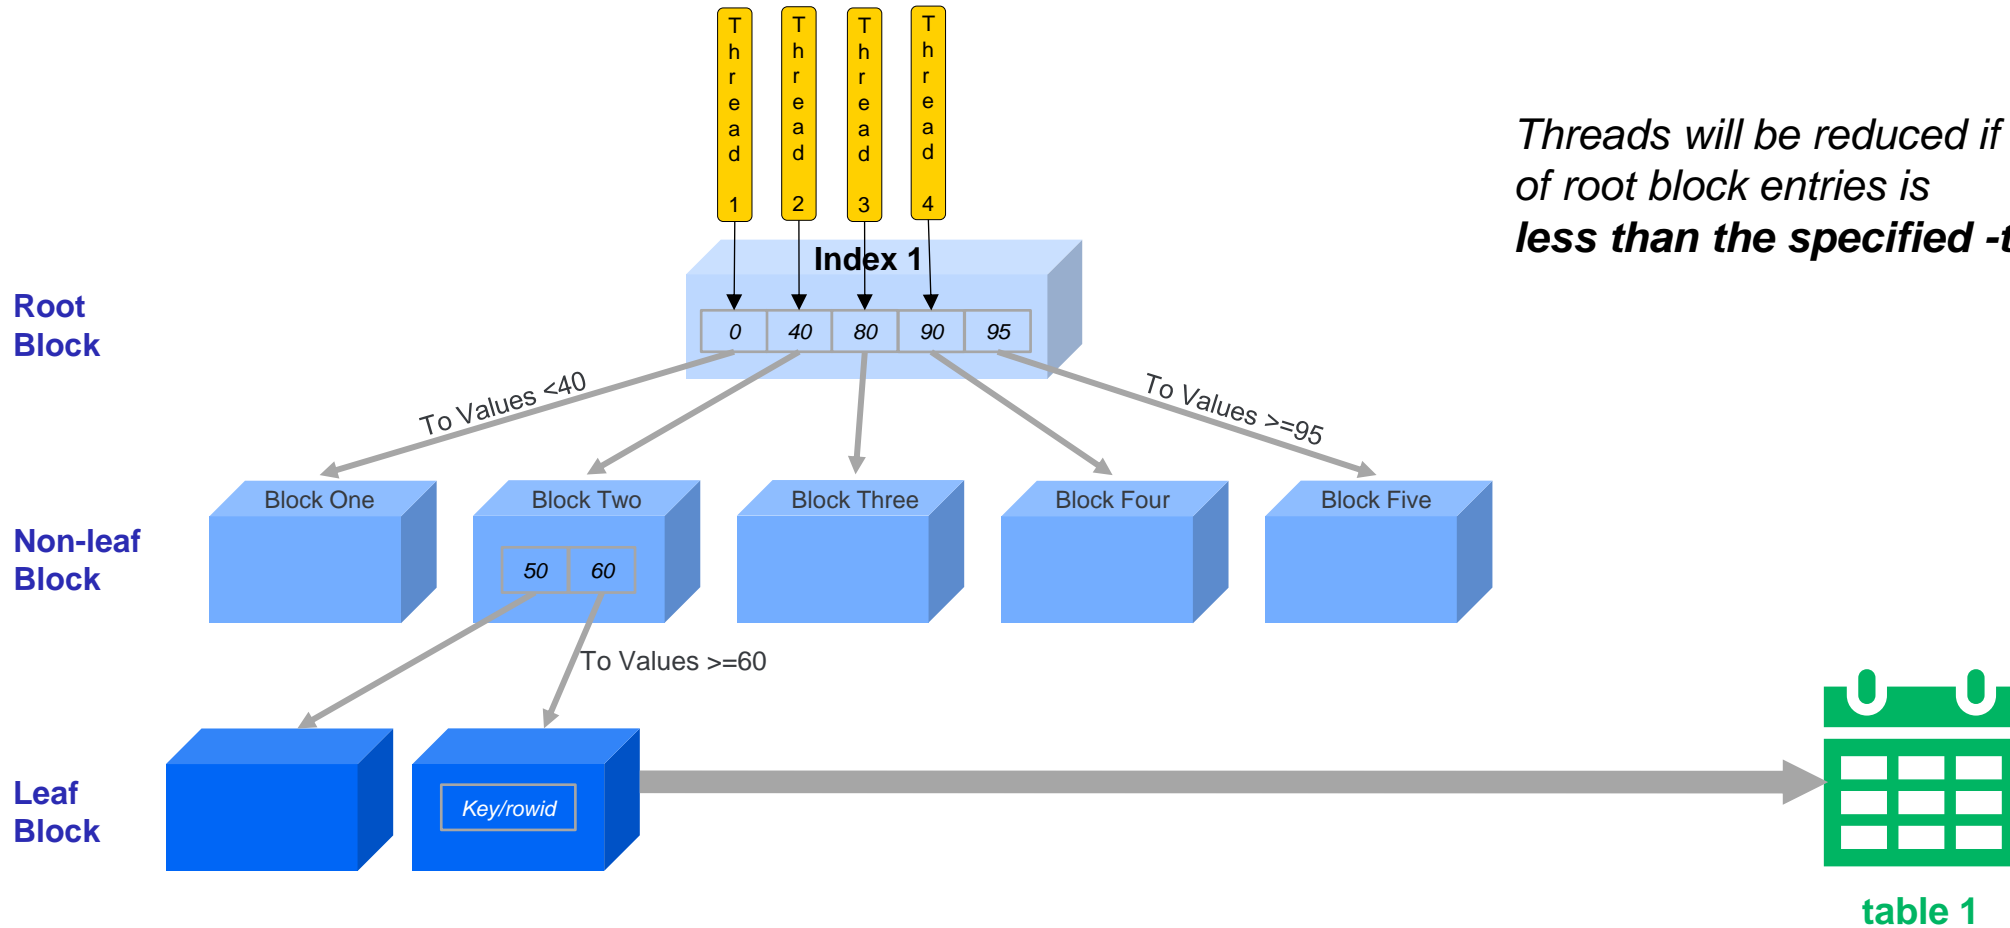 Thread 1
Thread 2
Thread 3
Thread 4
Threads will be reduced if
of root block entries is
less than the specified -t
Index 1
Root
Block
0 40 80 90 95
To Values <40
To Values >=95
Block One
Block Two
Block Three
Block Four
Block Five
Non-leaf
Block
50 60
To Values >=60
Leaf
Block
Key/rowid
table 1